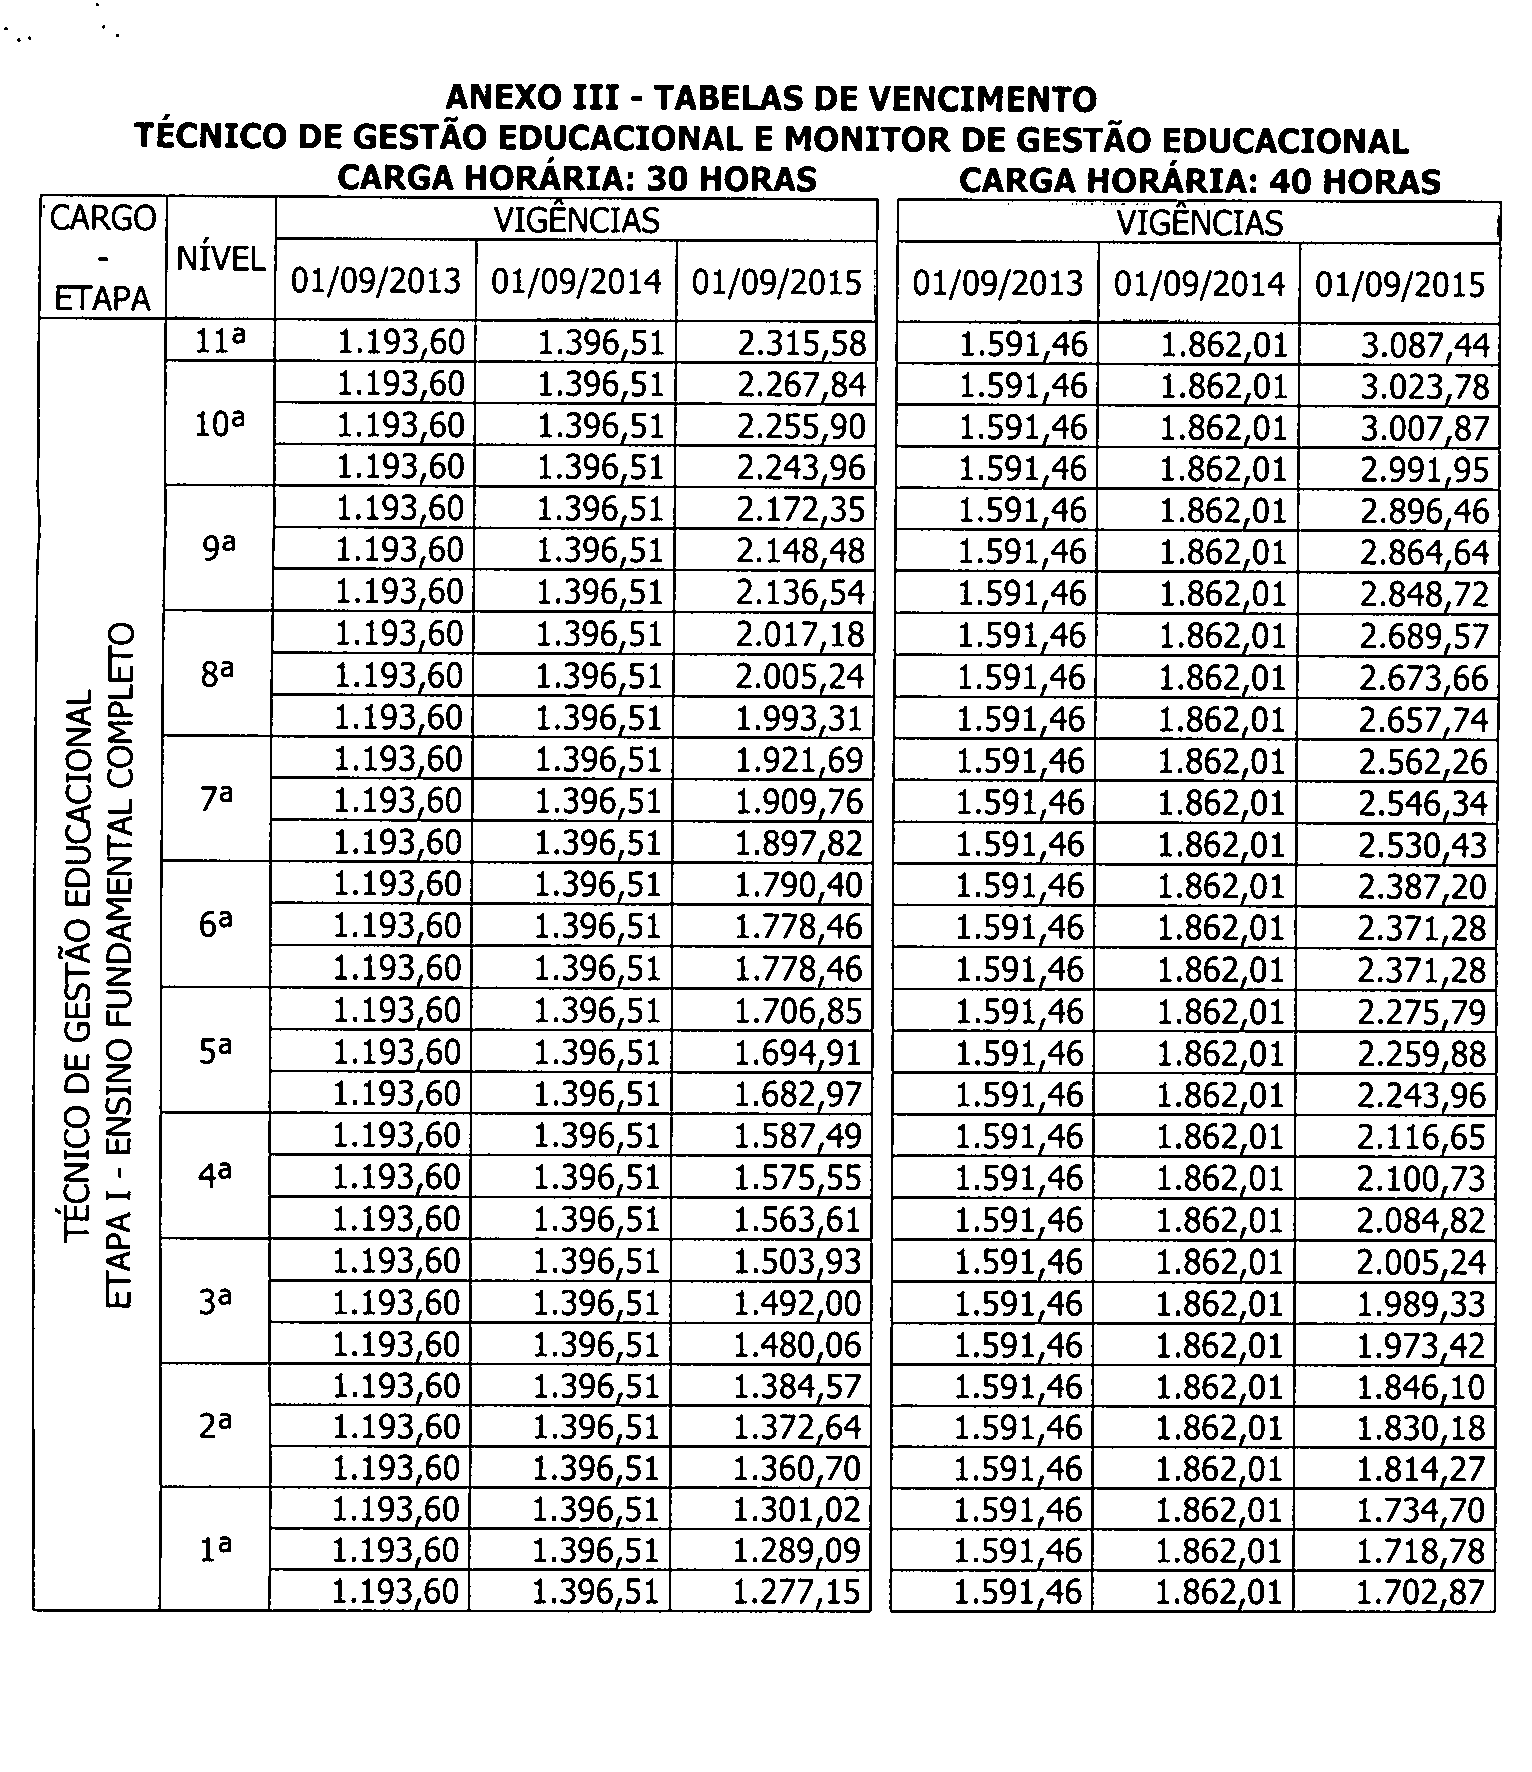 ANEXO III - TABELAS DE VENCIMENTO
TÉCNICO DE GESTÃO EDUCACIONAL E MONITOR DE GESTÃO EDUCACIONAL
CARGA HORÁRIA: 30 HORAS CARGA HORÁRIA: 40 HORAS
CARGO - ETAPA NÍVEL VIGÊNCIAS VIGÊNCIAS
01/09/2013 01/09/2014 01/09/2015 01/09/2013 01/09/2014 01/09/2015
TÉCNICO DE GESTÃO EDUCACIONAL
ETAPA I - ENSINO FUNDAMENTAL COMPLETO
11ª 1.193,60 1.396,51 2.315,58 1.591,46 1.862,01 3.087,44
10ª 1.193,60 1.396,51 2.267,84 1.591,46 1.862,01 3.023,78
1.193,60 1.396,51 2.255,90 1.591,46 1.862,01 3.007,87
1.193,60 1.396,51 2.243,96 1.591,46 1.862,01 2.991,95
9ª 1.193,60 1.396,51 2.172,35 1.591,46 1.862,01 2.896,46
1.193,60 1.396,51 2.148,48 1.591,46 1.862,01 2.864,64
1.193,60 1.396,51 2.136,54 1.591,46 1.862,01 2.848,72
8ª 1.193,60 1.396,51 2.017,18 1.591,46 1.862,01 2.689,57
1.193,60 1.396,51 2.005,24 1.591,46 1.862,01 2.673,66
1.193,60 1.396,51 1.993,31 1.591,46 1.862,01 2.657,74
7ª 1.193,60 1.396,51 1.921,69 1.591,46 1.862,01 2.562,26
1.193,60 1.396,51 1.909,76 1.591,46 1.862,01 2.546,34
1.193,60 1.396,51 1.897,82 1.591,46 1.862,01 2.530,43
6ª 1.193,60 1.396,51 1.790,40 1.591,46 1.862,01 2.387,20
1.193,60 1.396,51 1.778,46 1.591,46 1.862,01 2.371,28
1.193,60 1.396,51 1.778,46 1.591,46 1.862,01 2.371,28
5ª 1.193,60 1.396,51 1.706,85 1.591,46 1.862,01 2.275,79
1.193,60 1.396,51 1.694,91 1.591,46 1.862,01 2.259,88
1.193,60 1.396,51 1.682,97 1.591,46 1.862,01 2.243,96
4ª 1.193,60 1.396,51 1.587,49 1.591,46 1.862,01 2.116,65
1.193,60 1.396,51 1.575,55 1.591,46 1.862,01 2.100,73
1.193,60 1.396,51 1.563,61 1.591,46 1.862,01 2.084,82
3ª 1.193,60 1.396,51 1.503,93 1.591,46 1.862,01 2.005,24
1.193,60 1.396,51 1.492,00 1.591,46 1.862,01 1.989,33
1.193,60 1.396,51 1.480,06 1.591,46 1.862,01 1.973,42
2ª 1.193,60 1.396,51 1.384,57 1.591,46 1.862,01 1.846,10
1.193,60 1.396,51 1.372,64 1.591,46 1.862,01 1.830,18
1.193,60 1.396,51 1.360,70 1.591,46 1.862,01 1.814,27
1ª 1.193,60 1.396,51 1.301,02 1.591,46 1.862,01 1.734,70
1.193,60 1.396,51 1.289,09 1.591,46 1.862,01 1.718,78
1.193,60 1.396,51 1.277,15 1.591,46 1.862,01 1.702,87